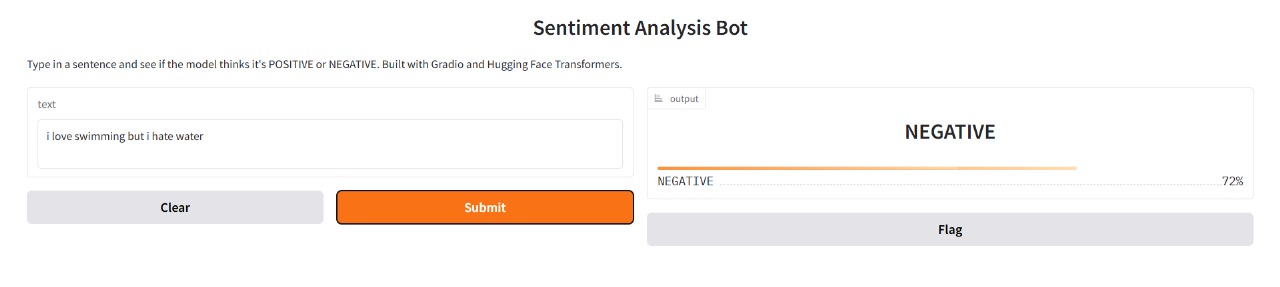 Sentiment Analysis Bot
Type in a sentence and see if the model thinks it's POSITIVE or NEGATIVE. Built with Gradio and Hugging Face Transformers.
text
i love swimming but i hate water
Clear
Submit
output
NEGATIVE
NEGATIVE 72%
Flag